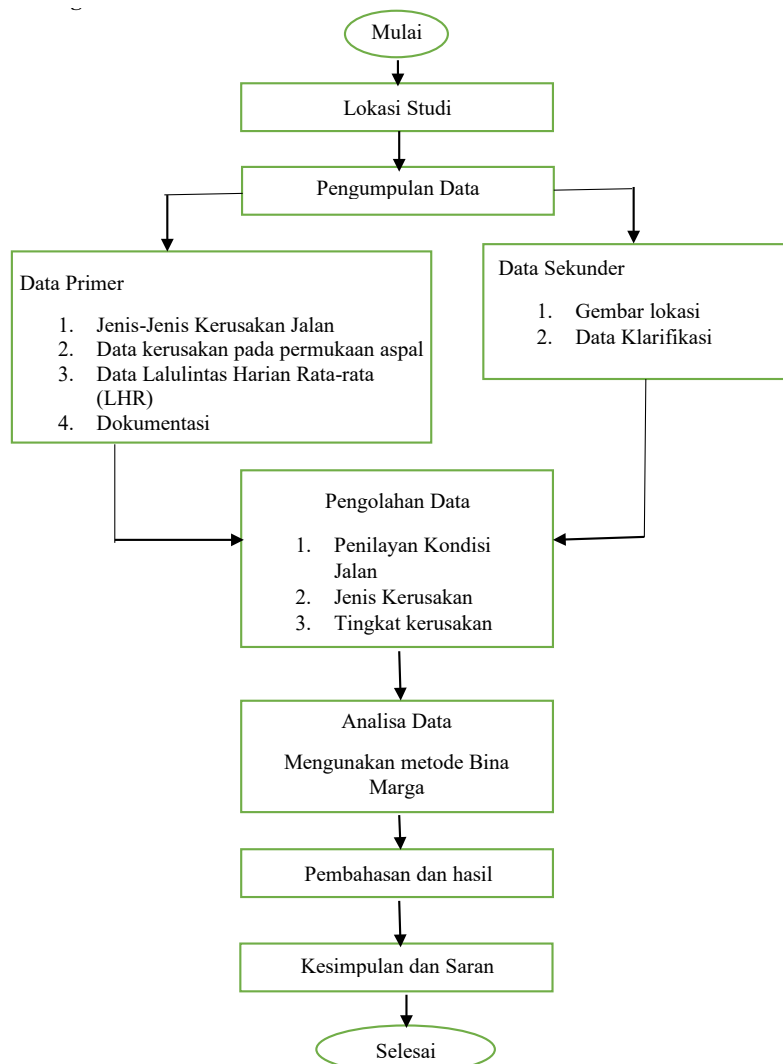 Mulai
Lokasi Studi
Pengumpulan Data
Data Primer
1. Jenis-Jenis Kerusakan Jalan
2. Data kerusakan pada permukaan aspal
3. Data Lalulintas Harian Rata-rata
(LHR)
4. Dokumentasi
Data Sekunder
1. Gembar lokasi
2. Data Klarifikasi
Pengolahan Data
1. Penilayan Kondisi
Jalan
2. Jenis Kerusakan
3. Tingkat kerusakan
Analisa Data
Mengunakan metode Bina
Marga
Pembahasan dan hasil
Kesimpulan dan Saran
Selesai